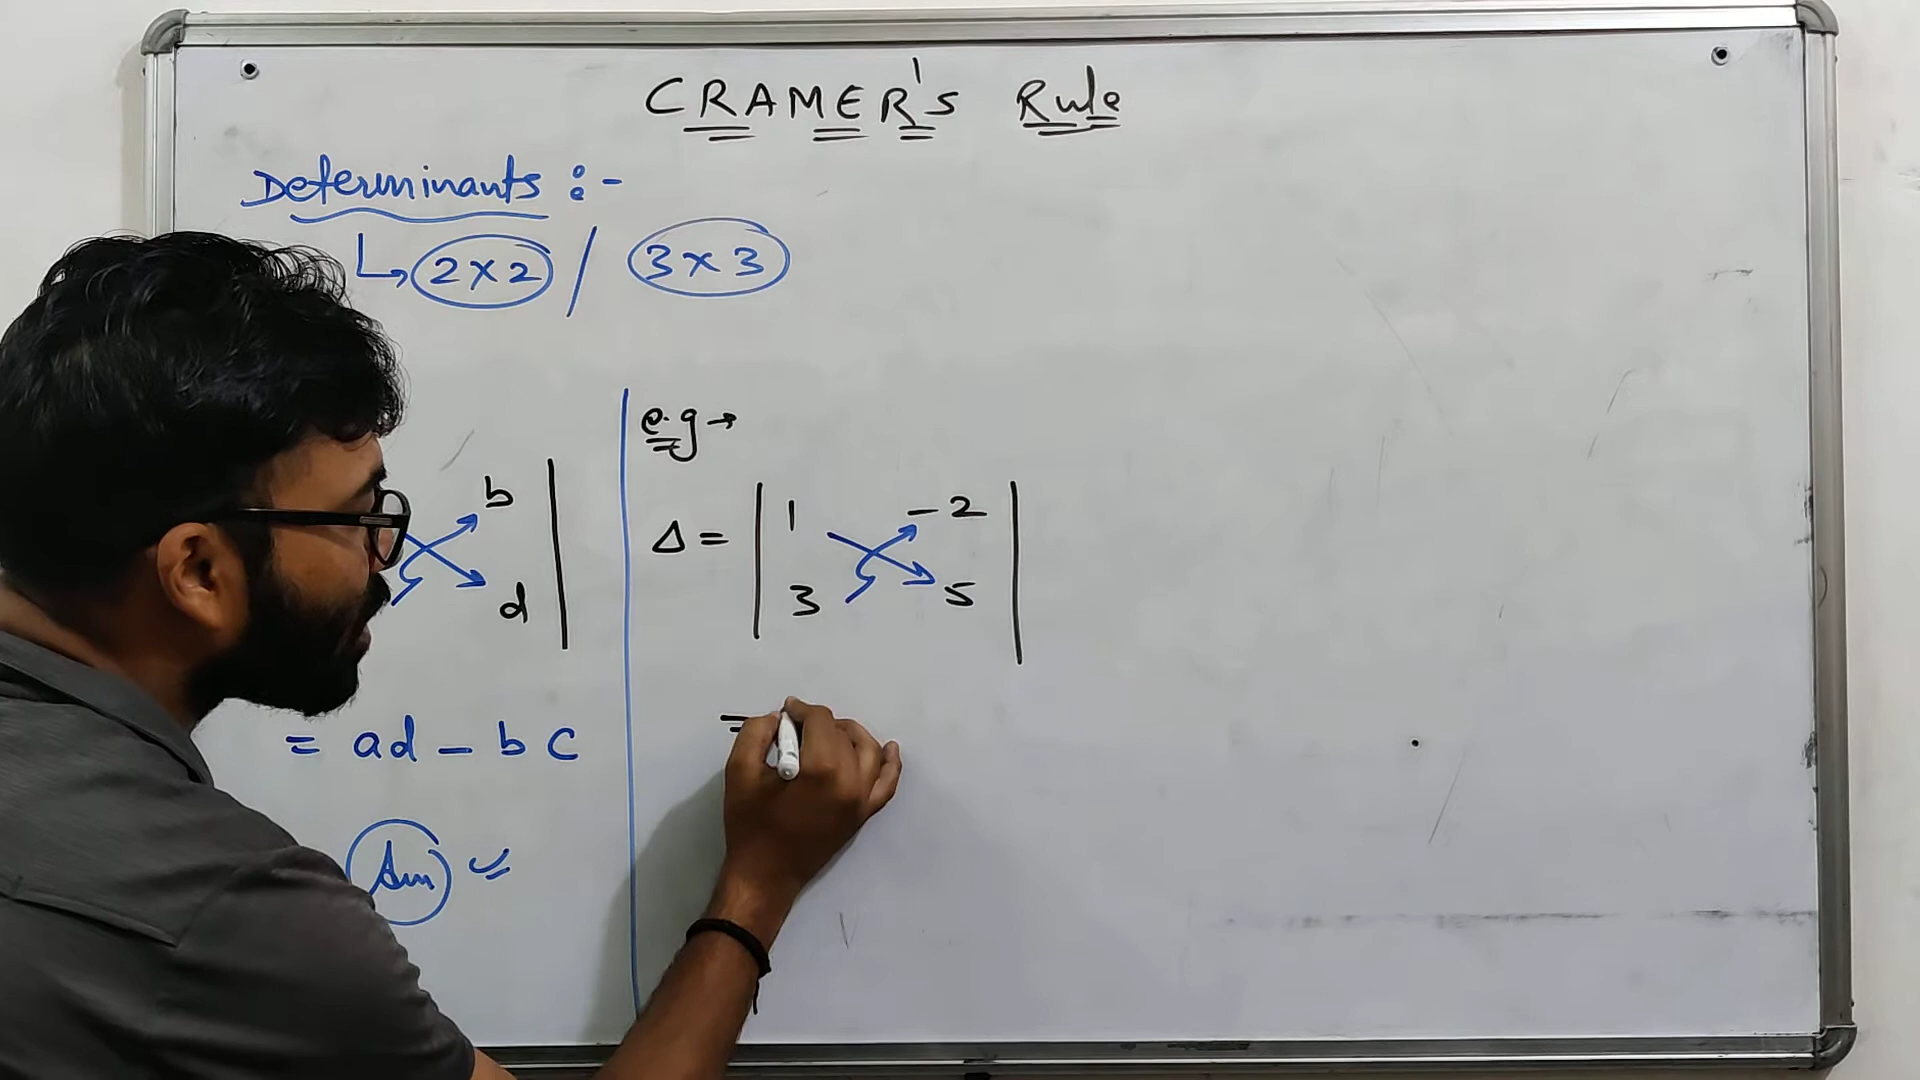 CRAMER's Rule
Determinants :-
↳ 2x2 / 3x3
b
d
= ad - bc
Ans
e.g →
Δ = | 1 -2 |
| 3 5 |
=